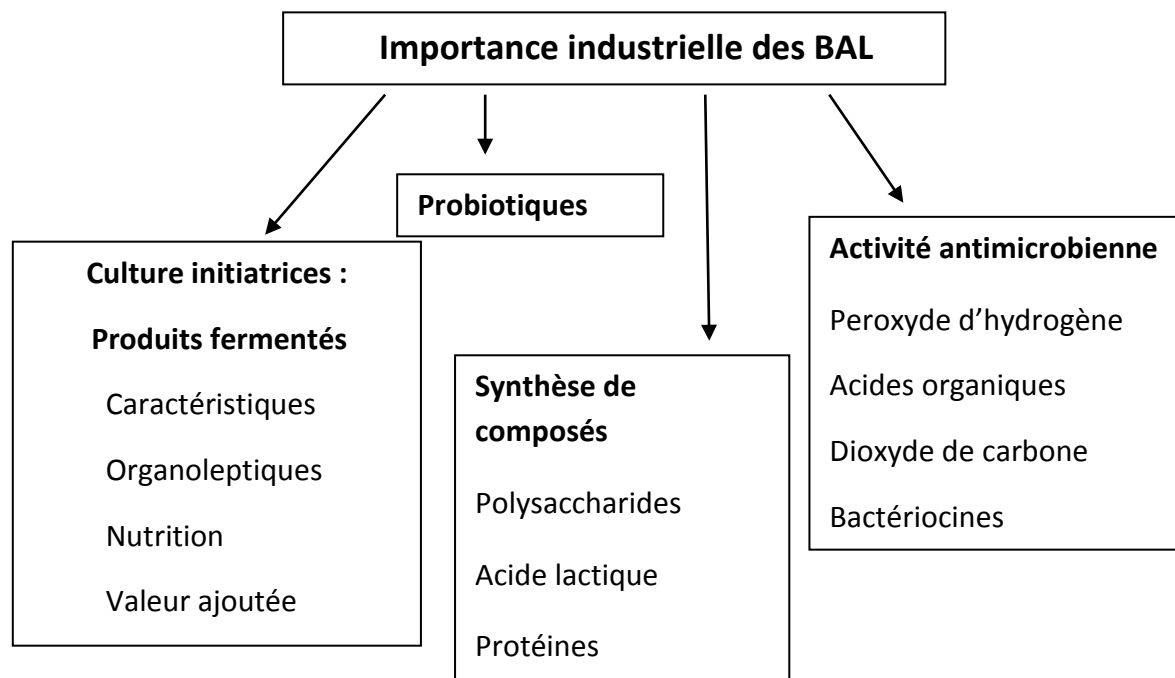 Importance industrielle des BAL
Probiotiques
Culture initiatrices :
Produits fermentés
Caractéristiques
Organoleptiques
Nutrition
Valeur ajoutée
Synthèse de
composés
Polysaccharides
Acide lactique
Protéines
Activité antimicrobienne
Peroxyde d’hydrogène
Acides organiques
Dioxyde de carbone
Bactériocines